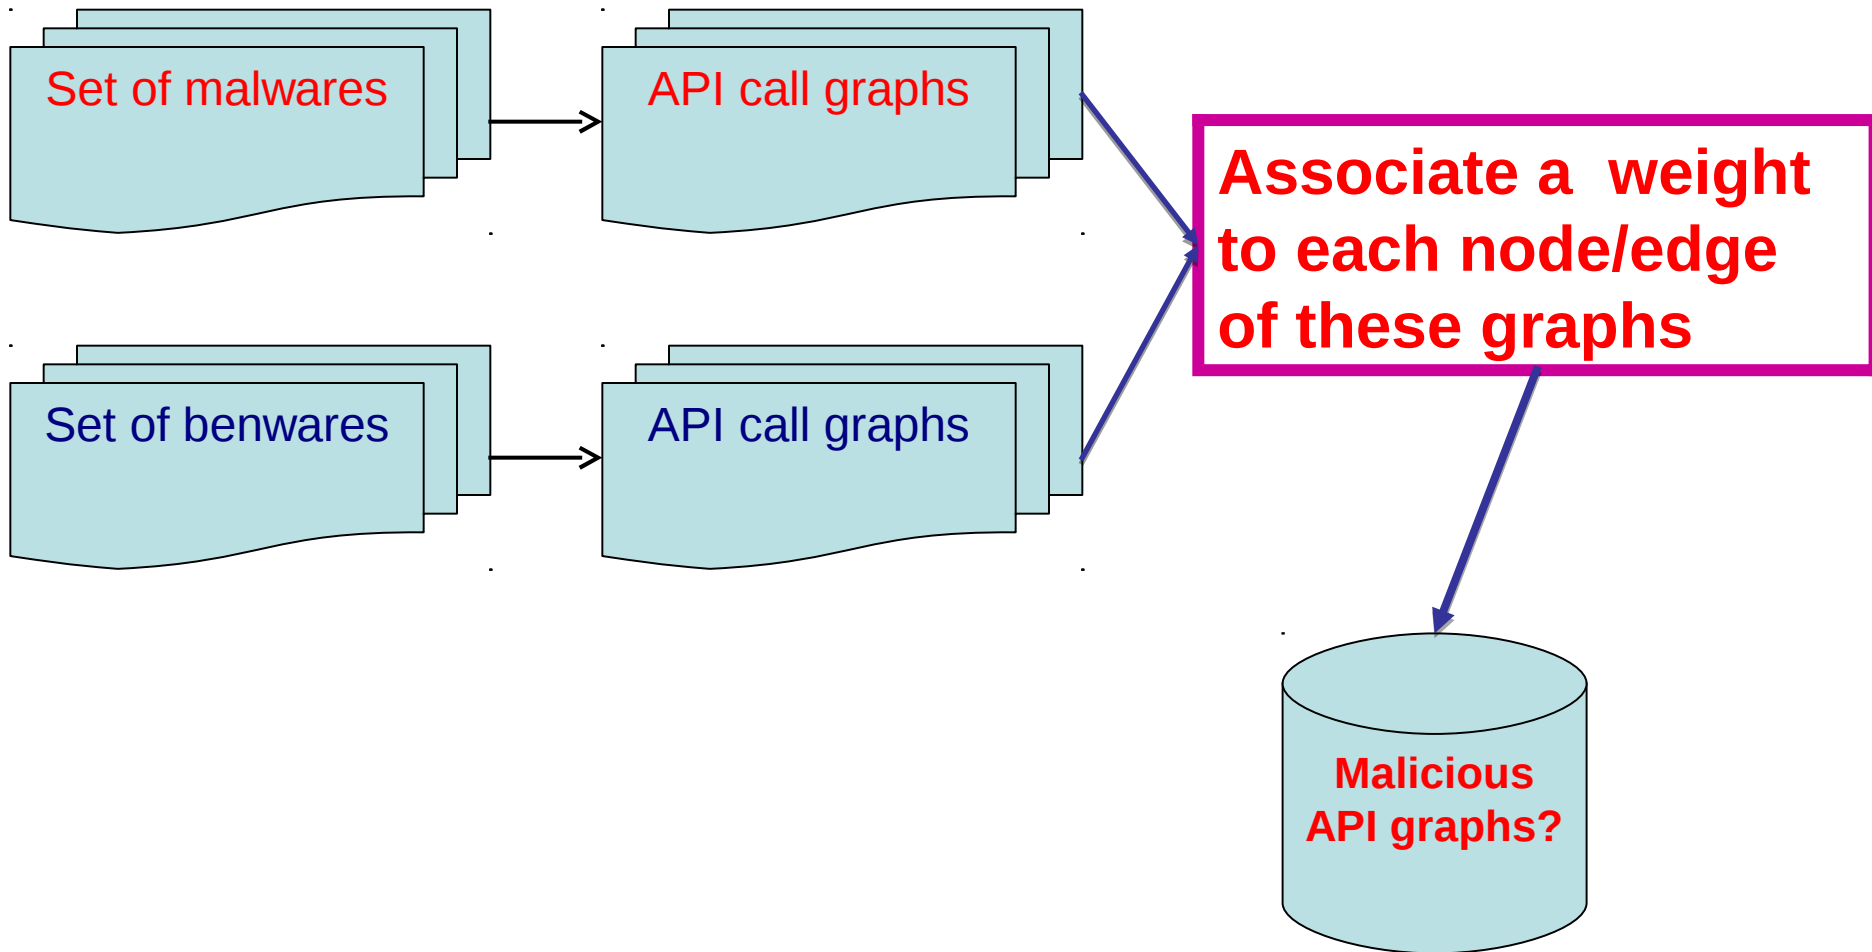 Set of malwares
API call graphs
Associate a  weight
to each node/edge
of these graphs
Set of benwares
API call graphs
Malicious
API graphs?